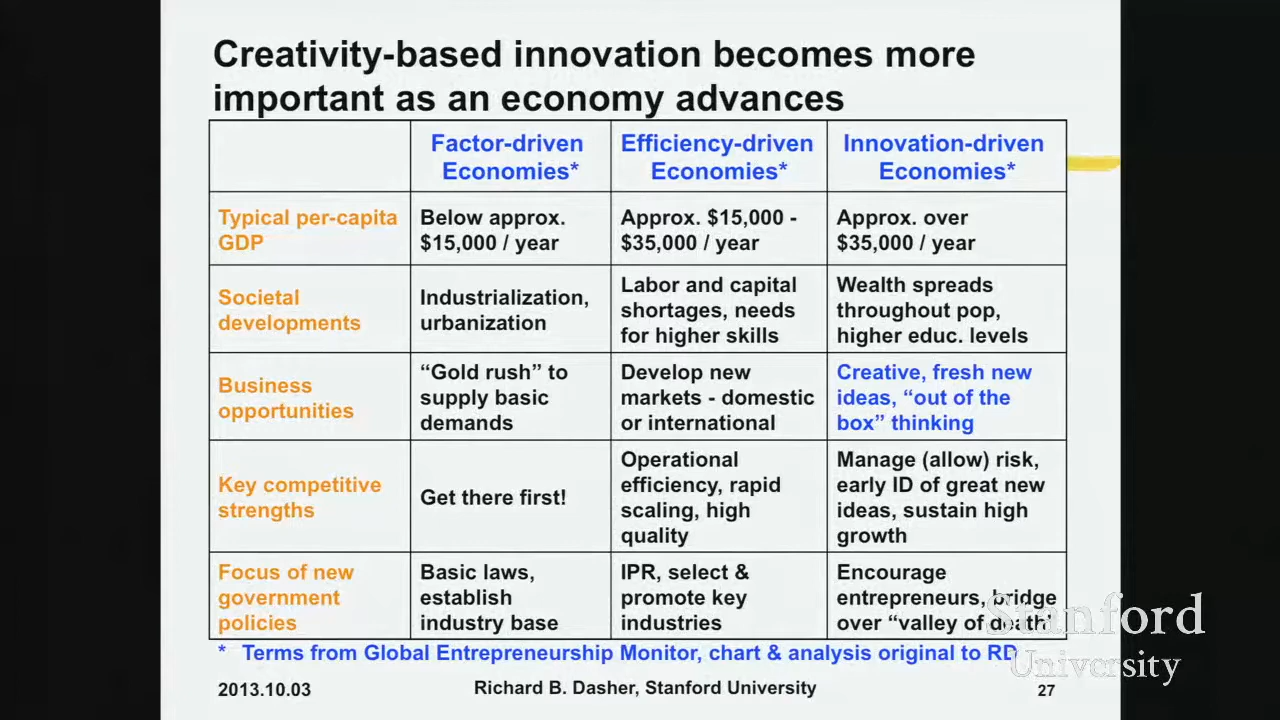 Creativity-based innovation becomes more
important as an economy advances
Factor-driven
Economies*
Efficiency-driven
Economies*
Innovation-driven
Economies*
Typical per-capita
GDP
Below approx.
$15,000 / year
Approx. $15,000 -
$35,000 / year
Approx. over
$35,000 / year
Societal
developments
Industrialization,
urbanization
Labor and capital
shortages, needs
for higher skills
Wealth spreads
throughout pop,
higher educ. levels
Business
opportunities
“Gold rush” to
supply basic
demands
Develop new
markets - domestic
or international
Creative, fresh new
ideas, “out of the
box” thinking
Key competitive
strengths
Get there first!
Operational
efficiency, rapid
scaling, high
quality
Manage (allow) risk,
early ID of great new
ideas, sustain high
growth
Focus of new
government
policies
Basic laws,
establish
industry base
IPR, select &
promote key
industries
Encourage
entrepreneurs, bridge
over “valley of death”
* Terms from Global Entrepreneurship Monitor, chart & analysis original to RD
2013.10.03
Richard B. Dasher, Stanford University
27
Stanford
University